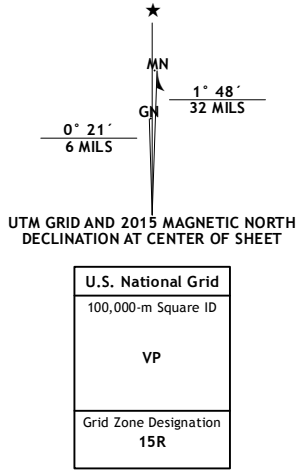 ★
MN
1° 48´
32 MILS
GN
0° 21´
6 MILS
UTM GRID AND 2015 MAGNETIC NORTH
DECLINATION AT CENTER OF SHEET
U.S. National Grid
100,000-m Square ID
VP
Grid Zone Designation
15R